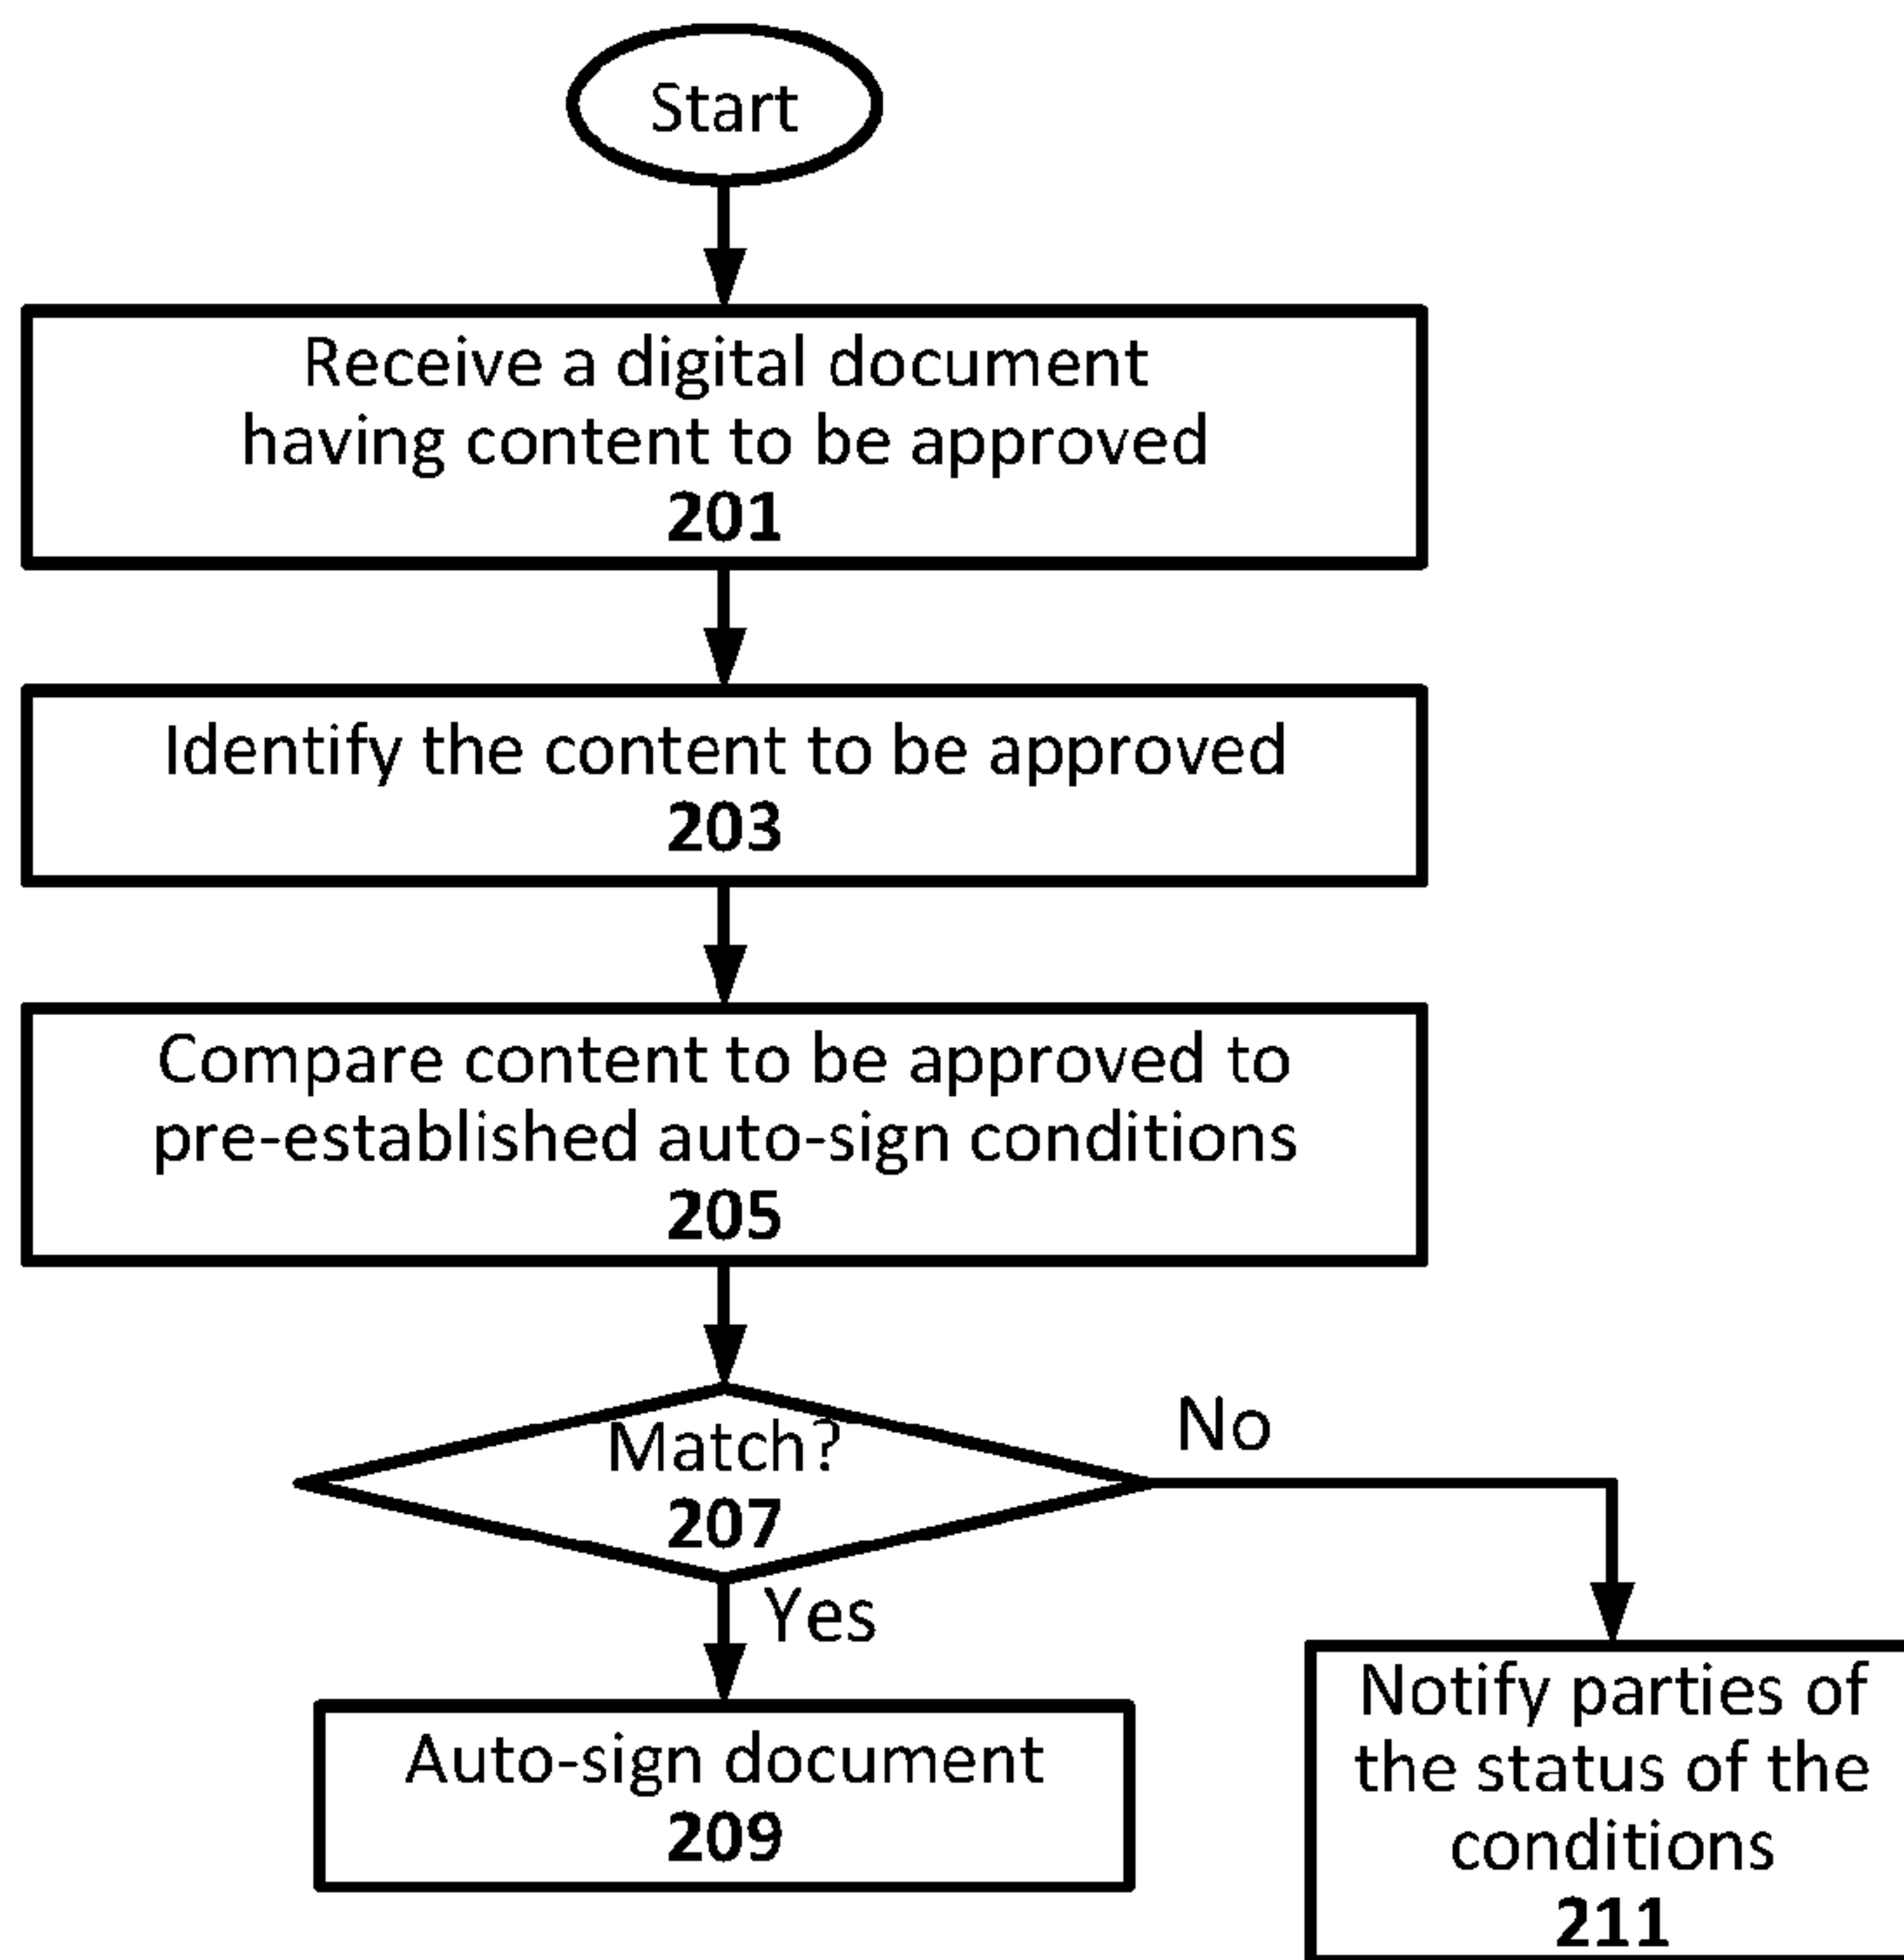 Start
Receive a digital document
having content to be approved
201
Identify the content to be approved
203
Compare content to be approved to
pre-established auto-sign conditions
205
Match?
207
No
Yes
Auto-sign document
209
Notify parties of
the status of the
conditions
211